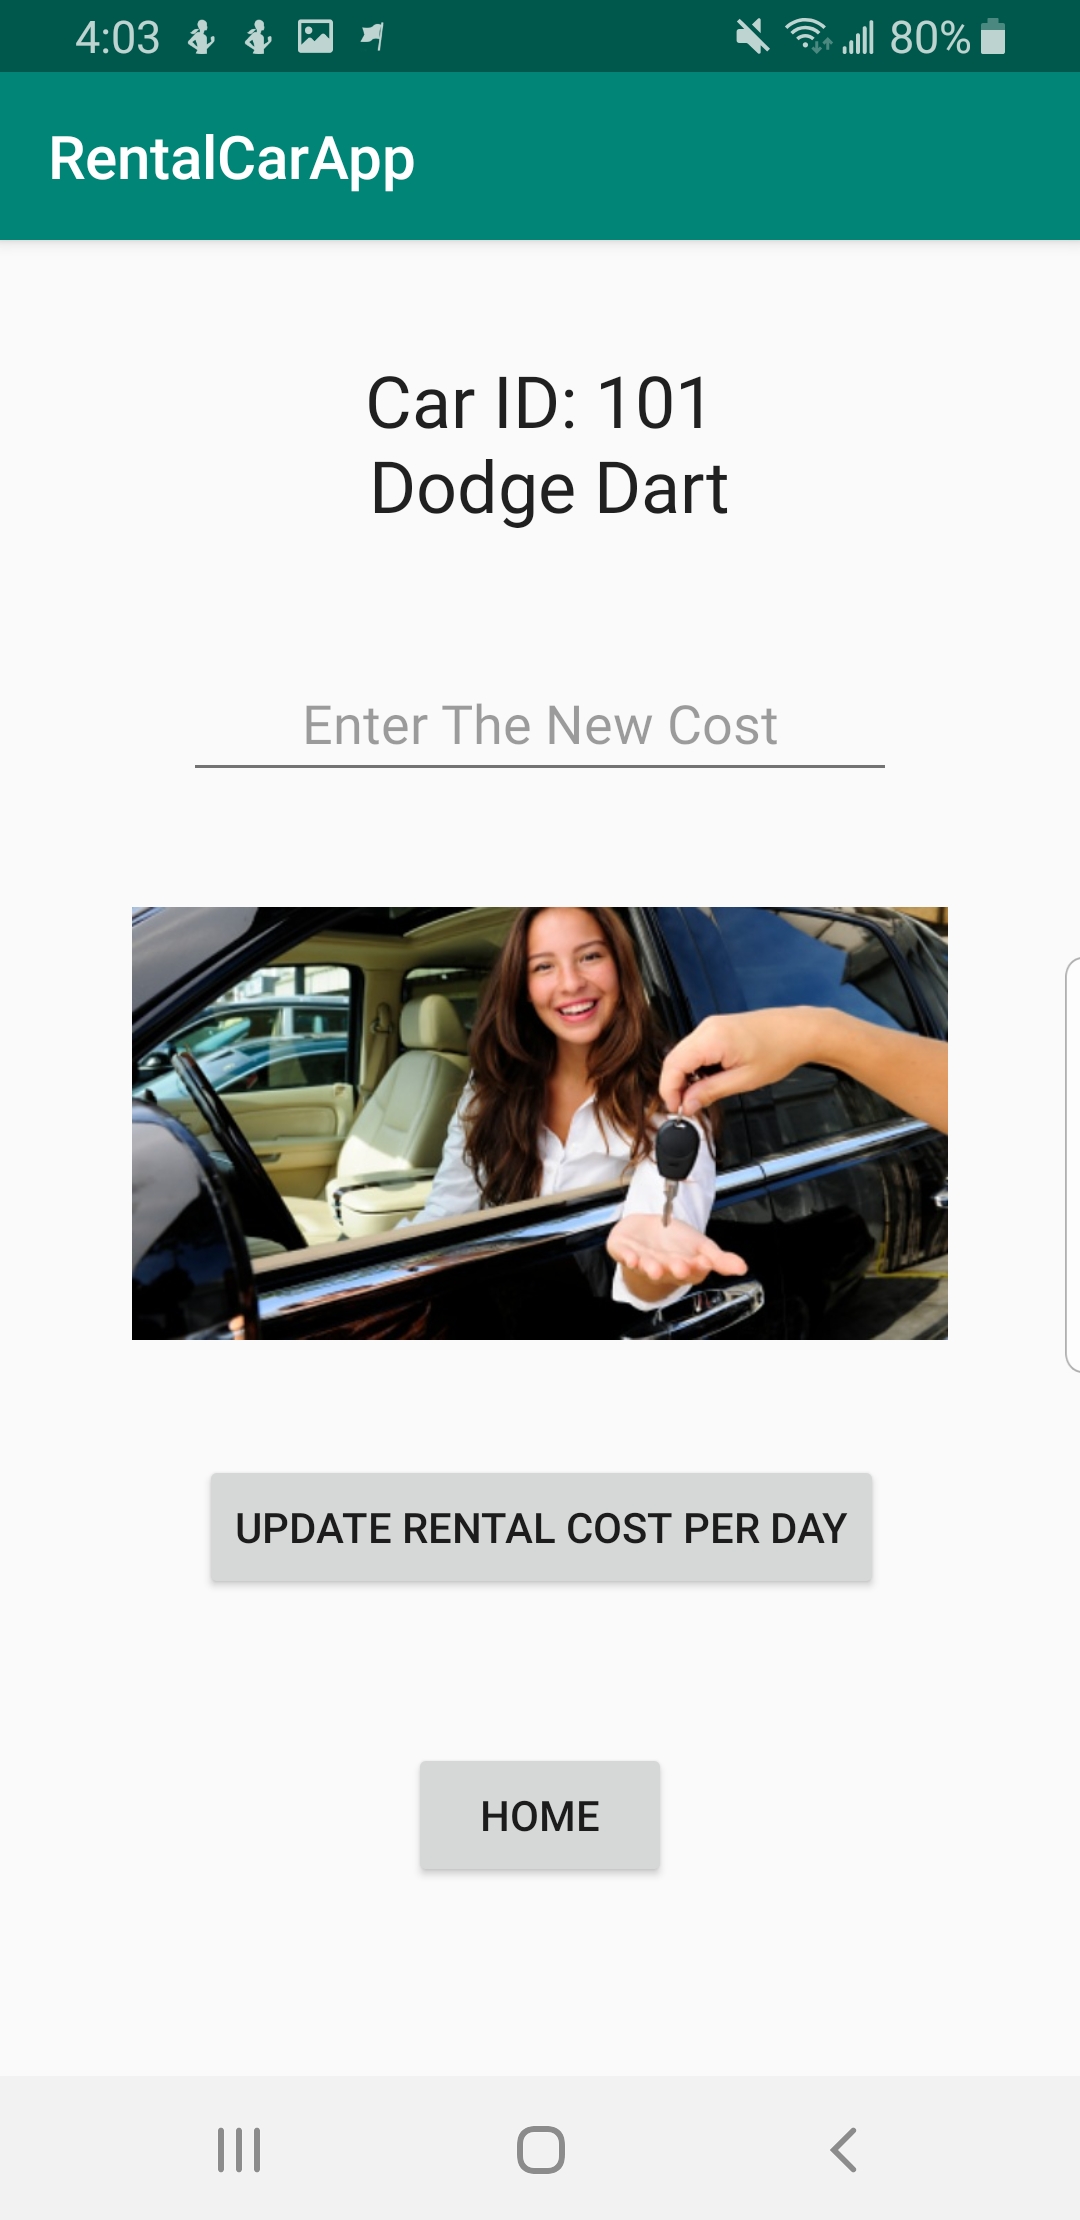 4:03 80%
RentalCarApp
Car ID: 101
Dodge Dart
Enter The New Cost
UPDATE RENTAL COST PER DAY
HOME